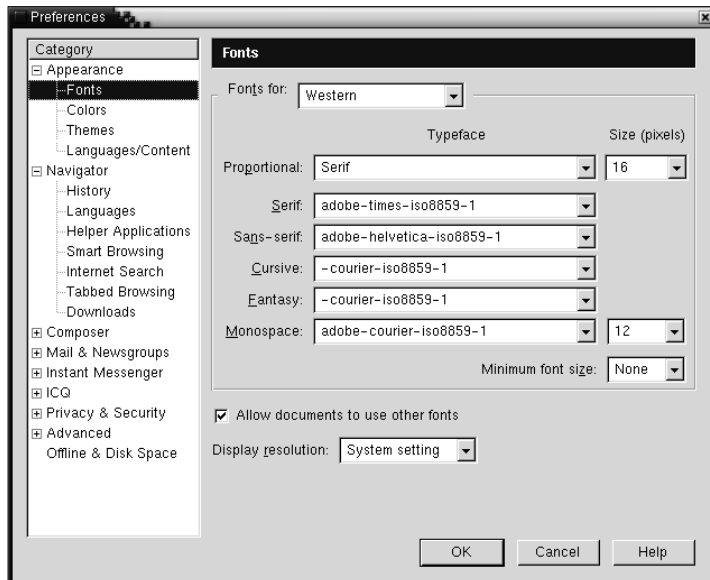 Preferences
Category
Appearance
Fonts
Colors
Themes
Languages/Content
Navigator
History
Languages
Helper Applications
Smart Browsing
Internet Search
Tabbed Browsing
Downloads
Composer
Mail & Newsgroups
Instant Messenger
ICQ
Privacy & Security
Advanced
Offline & Disk Space
Fonts
Fonts for: Western
Typeface Size (pixels)
Proportional: Serif 16
Serif: adobe-times-iso8859-1
Sans-serif: adobe-helvetica-iso8859-1
Cursive: -courier-iso8859-1
Fantasy: -courier-iso8859-1
Monospace: adobe-courier-iso8859-1 12
Minimum font size: None
Allow documents to use other fonts
Display resolution: System setting
OK Cancel Help